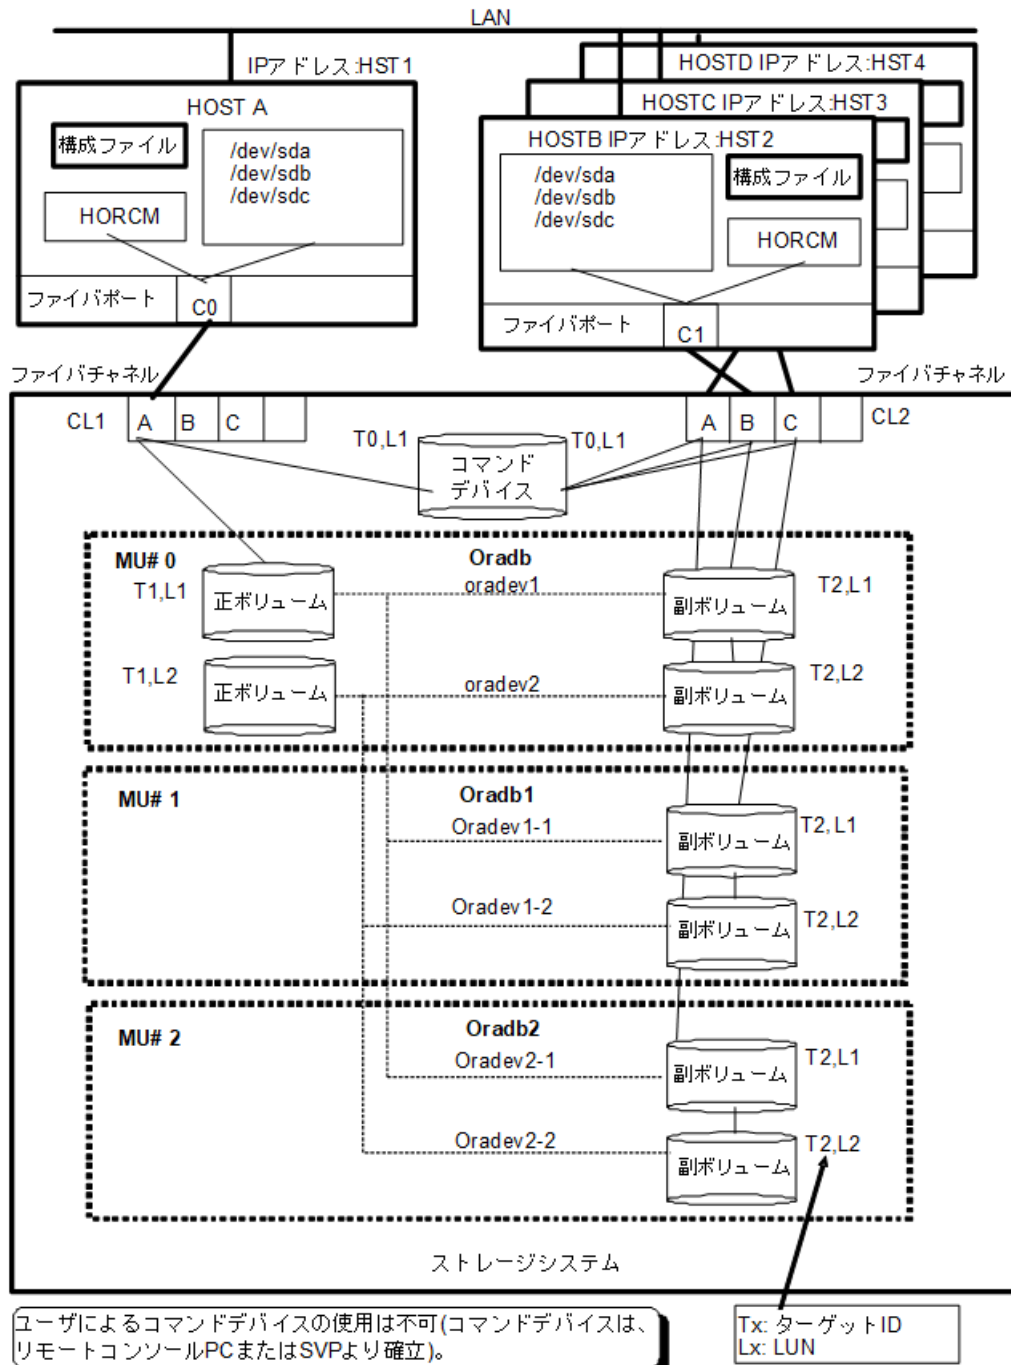 LAN
IPアドレス:HST1
HOSTD IPアドレス:HST4
HOSTC IPアドレス:HST3
HOST A
HOSTB IPアドレス:HST2
構成ファイル
/dev/sda
/dev/sdb
/dev/sdc
HORCM
/dev/sda
/dev/sdb
/dev/sdc
構成ファイル
HORCM
ファイバポート
C0
ファイバポート
C1
ファイバチャネル
ファイバチャネル
CL1
A
B
C
A
B
C
CL2
T0,L1
T0,L1
コマンド
デバイス
MU# 0
Oradb
T1,L1
正ボリューム
oradev1
副ボリューム
T2,L1
T1,L2
正ボリューム
oradev2
副ボリューム
T2,L2
MU# 1
Oradb1
Oradev1-1
副ボリューム
T2, L1
Oradev1-2
副ボリューム
T2,L2
MU# 2
Oradb2
Oradev2-1
副ボリューム
T2,L1
Oradev2-2
副ボリューム
T2,L2
ストレージシステム
ユーザによるコマンドデバイスの使用は不可(コマンドデバイスは、
リモートコンソールPCまたはSVPより確立)。
Tx: ターゲットID
Lx: LUN